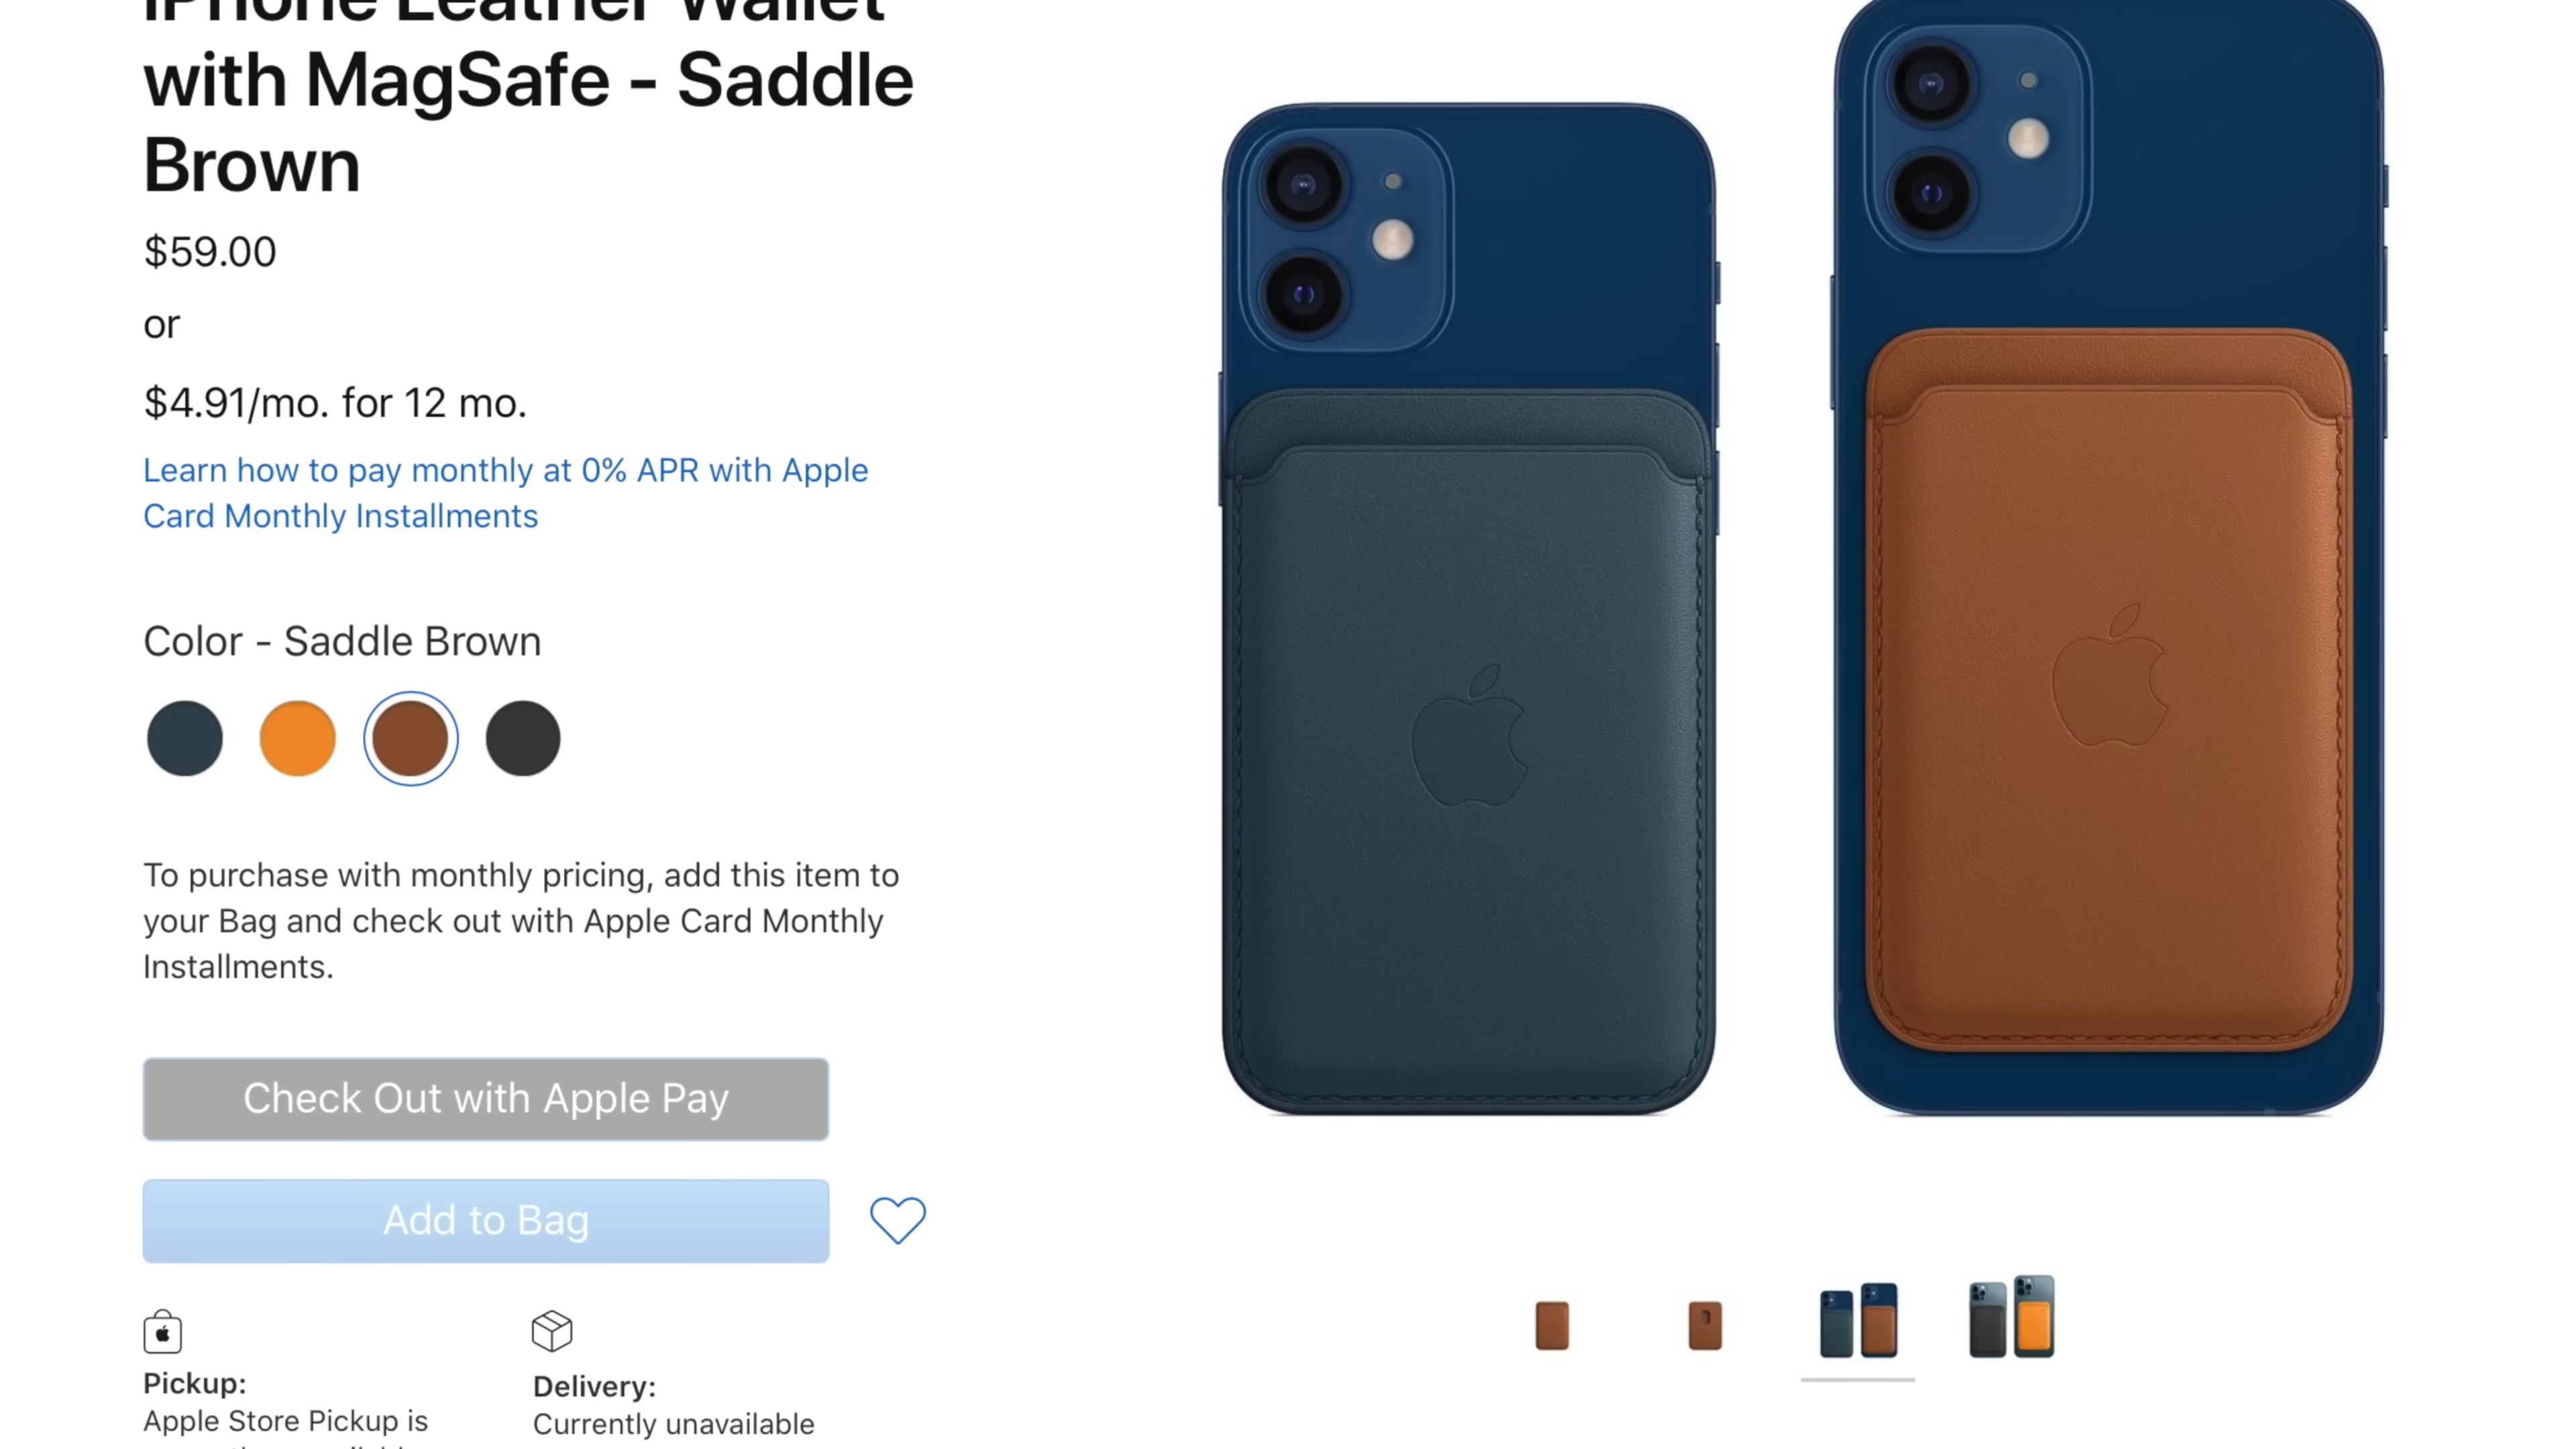 iPhone Leather Wallet
with MagSafe - Saddle
Brown
$59.00
or
$4.91/mo. for 12 mo.
Learn how to pay monthly at 0% APR with Apple
Card Monthly Installments
Color - Saddle Brown
To purchase with monthly pricing, add this item to
your Bag and check out with Apple Card Monthly
Installments.
Check Out with Apple Pay
Add to Bag
Pickup:
Apple Store Pickup is
Delivery:
Currently unavailable